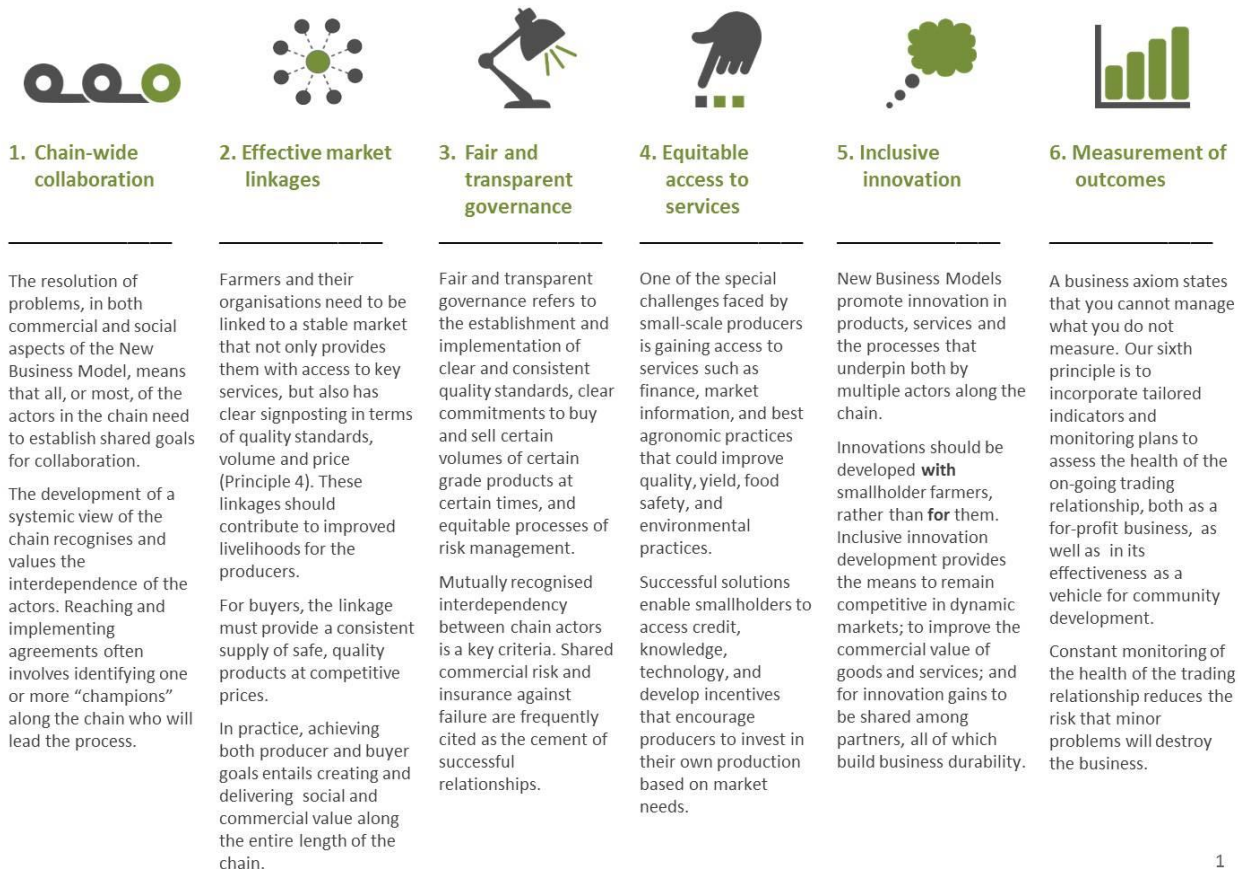 1. Chain-wide
collaboration
The resolution of
problems, in both
commercial and social
aspects of the New
Business Model, means
that all, or most, of the
actors in the chain need
to establish shared goals
for collaboration.
The development of a
systemic view of the
chain recognises and
values the
interdependence of the
actors. Reaching and
implementing
agreements often
involves identifying one
or more “champions”
along the chain who will
lead the process.
2. Effective market
linkages
Farmers and their
organisations need to be
linked to a stable market
that not only provides
them with access to key
services, but also has
clear signposting in terms
of quality standards,
volume and price
(Principle 4). These
linkages should
contribute to improved
livelihoods for the
producers.
For buyers, the linkage
must provide a consistent
supply of safe, quality
products at competitive
prices.
In practice, achieving
both producer and buyer
goals entails creating and
delivering social and
commercial value along
the entire length of the
chain.
3. Fair and
transparent
governance
Fair and transparent
governance refers to
the establishment and
implementation of
clear and consistent
quality standards, clear
commitments to buy
and sell certain
volumes of certain
grade products at
certain times, and
equitable processes of
risk management.
Mutually recognised
interdependency
between chain actors
is a key criteria. Shared
commercial risk and
insurance against
failure are frequently
cited as the cement of
successful
relationships.
4. Equitable
access to
services
One of the special
challenges faced by
small-scale producers
is gaining access to
services such as
finance, market
information, and best
agronomic practices
that could improve
quality, yield, food
safety, and
environmental
practices.
Successful solutions
enable smallholders to
access credit,
knowledge,
technology, and
develop incentives
that encourage
producers to invest in
their own production
based on market
needs.
5. Inclusive
innovation
New Business Models
promote innovation in
products, services and
the processes that
underpin both by
multiple actors along the
chain.
Innovations should be
developed with
smallholder farmers,
rather than for them.
Inclusive innovation
development provides
the means to remain
competitive in dynamic
markets; to improve the
commercial value of
goods and services; and
for innovation gains to
be shared among
partners, all of which
build business durability.
6. Measurement of
outcomes
A business axiom states
that you cannot manage
what you do not
measure. Our sixth
principle is to
incorporate tailored
indicators and
monitoring plans to
assess the health of the
on-going trading
relationship, both as a
for-profit business, as
well as in its
effectiveness as a
vehicle for community
development.
Constant monitoring of
the health of the trading
relationship reduces the
risk that minor
problems will destroy
the business.
1